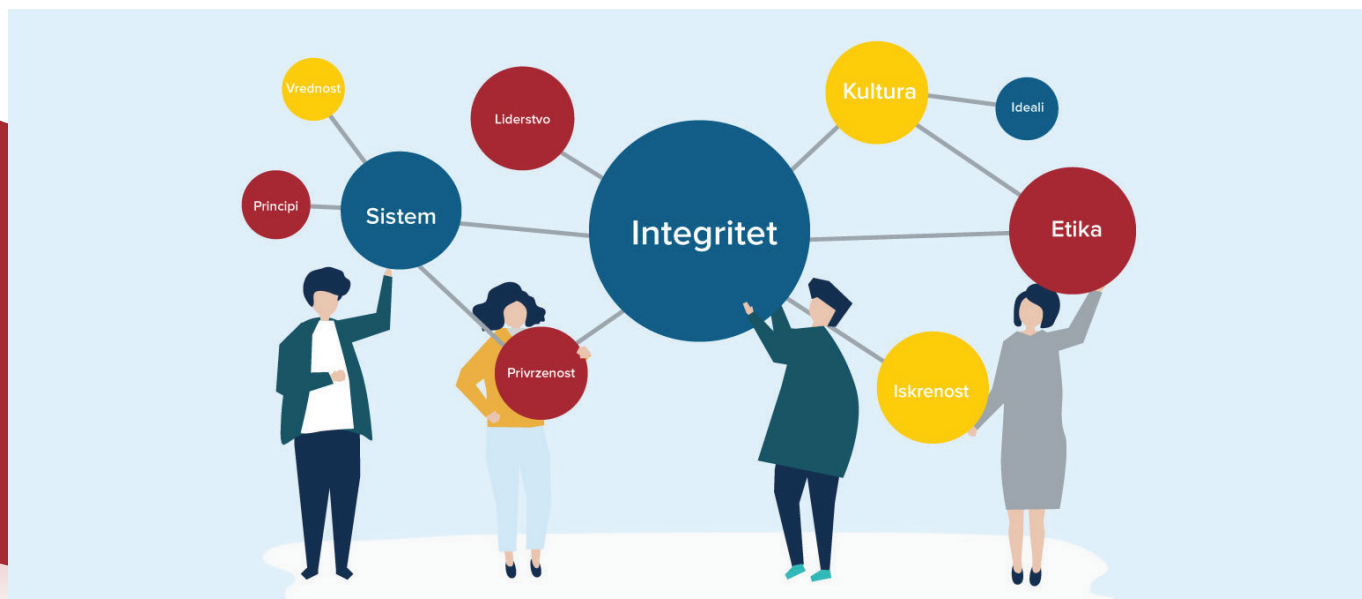 Vrednost
Liderstvo
Kultura
Ideali
Principi
Sistem
Integritet
Etika
Privrzenost
Iskrenost